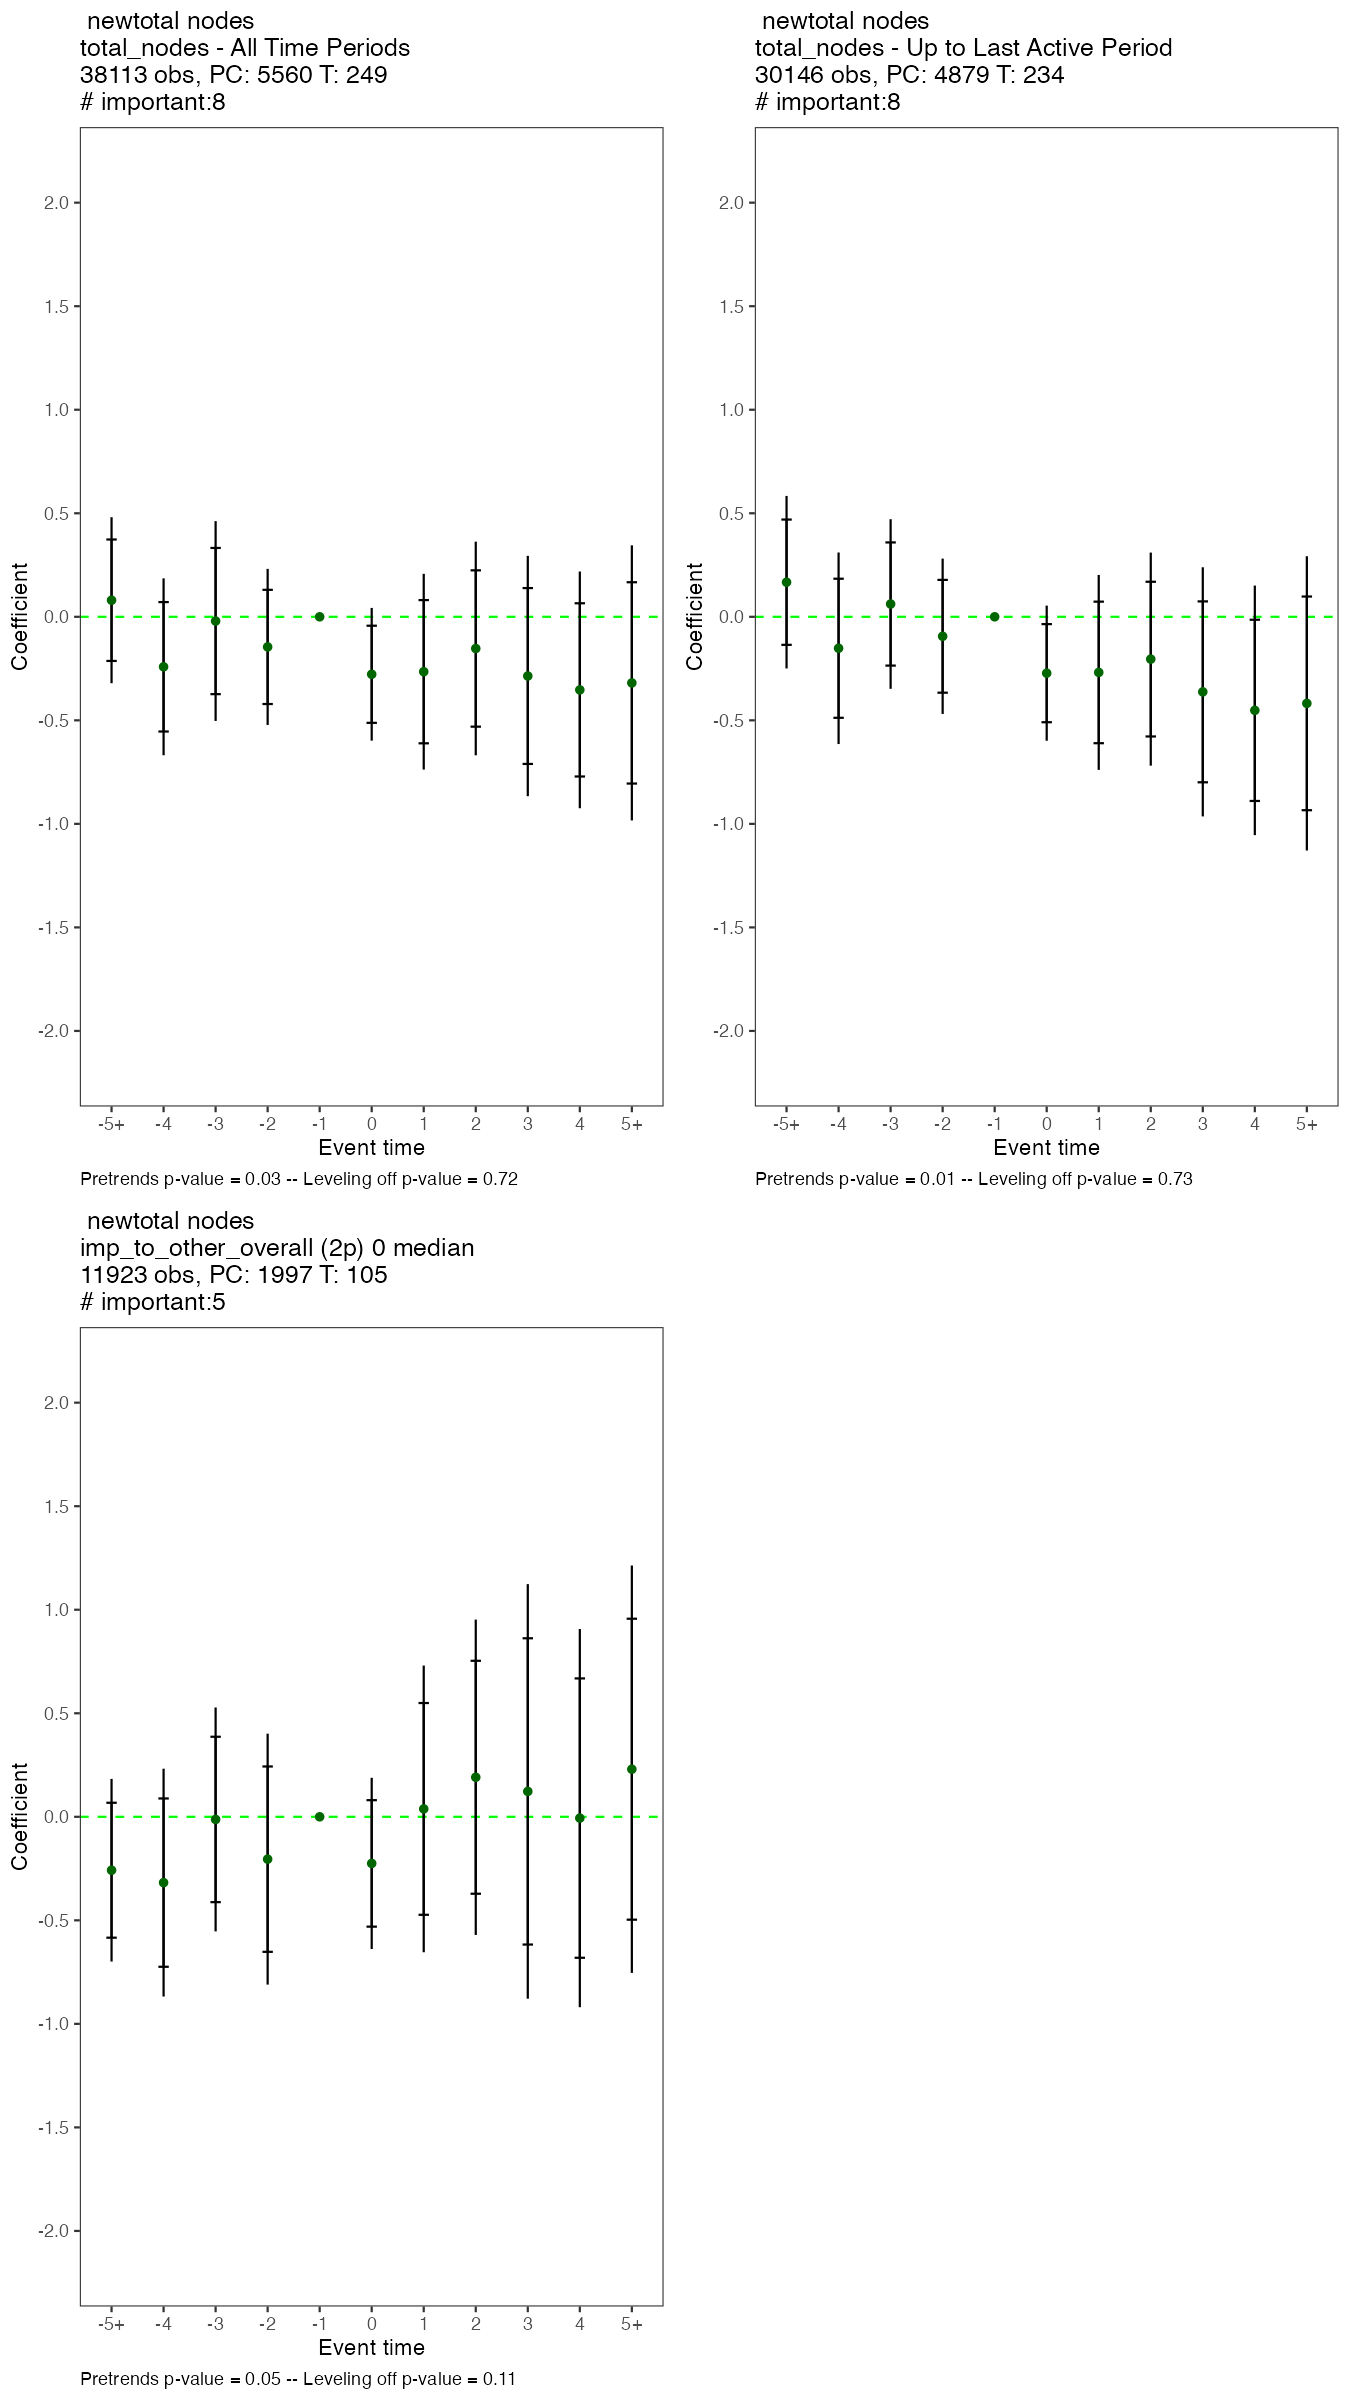 newtotal nodes
total_nodes - All Time Periods
38113 obs, PC: 5560 T: 249
# important:8
2.0
1.5
1.0
0.5
0.0
-0.5
-1.0
-1.5
-2.0
Coefficient
-5+ -4 -3 -2 -1 0 1 2 3 4 5+
Event time
Pretrends p-value = 0.03 -- Leveling off p-value = 0.72
newtotal nodes
total_nodes - Up to Last Active Period
30146 obs, PC: 4879 T: 234
# important:8
2.0
1.5
1.0
0.5
0.0
-0.5
-1.0
-1.5
-2.0
Coefficient
-5+ -4 -3 -2 -1 0 1 2 3 4 5+
Event time
Pretrends p-value = 0.01 -- Leveling off p-value = 0.73
newtotal nodes
imp_to_other_overall (2p) 0 median
11923 obs, PC: 1997 T: 105
# important:5
2.0
1.5
1.0
0.5
0.0
-0.5
-1.0
-1.5
-2.0
Coefficient
-5+ -4 -3 -2 -1 0 1 2 3 4 5+
Event time
Pretrends p-value = 0.05 -- Leveling off p-value = 0.11